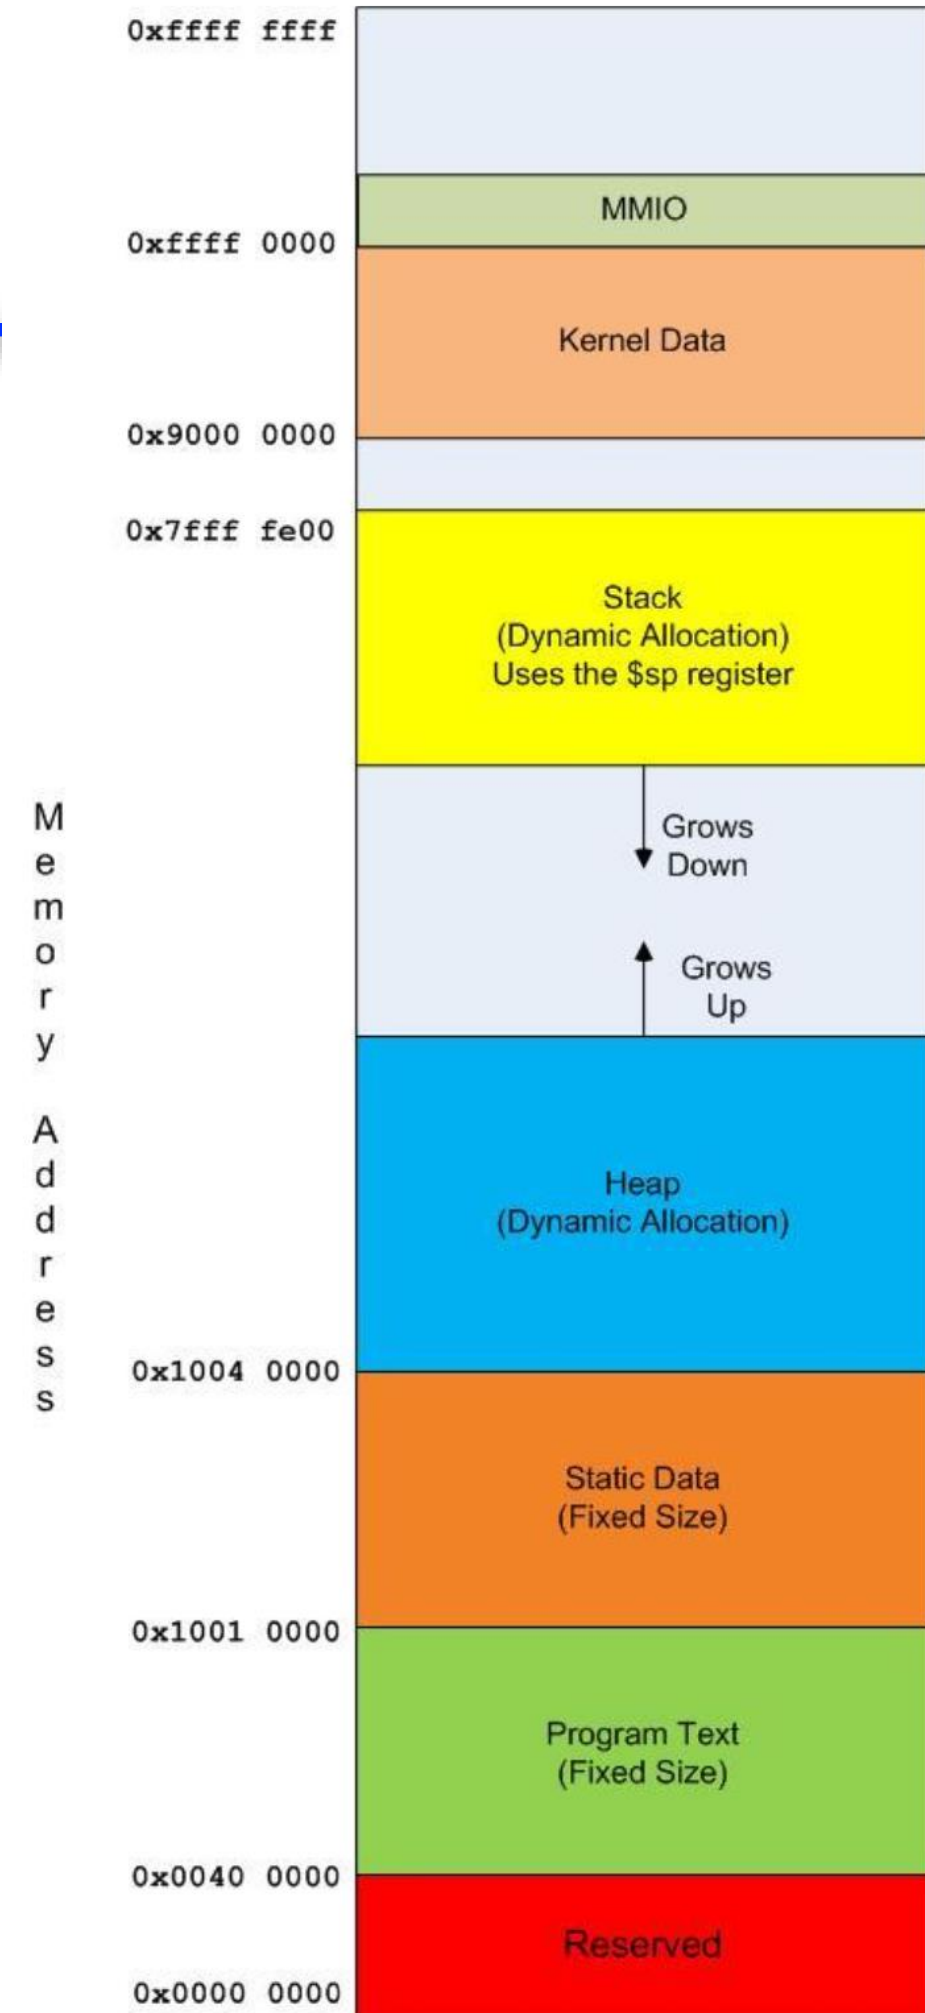 0xffff ffff
MMIO
0xffff 0000
Kernel Data
0x9000 0000
0x7fff fe00
Stack
(Dynamic Allocation)
Uses the $sp register
Grows
Down
Grows
Up
Memory Address
Heap
(Dynamic Allocation)
0x1004 0000
Static Data
(Fixed Size)
0x1001 0000
Program Text
(Fixed Size)
0x0040 0000
Reserved
0x0000 0000